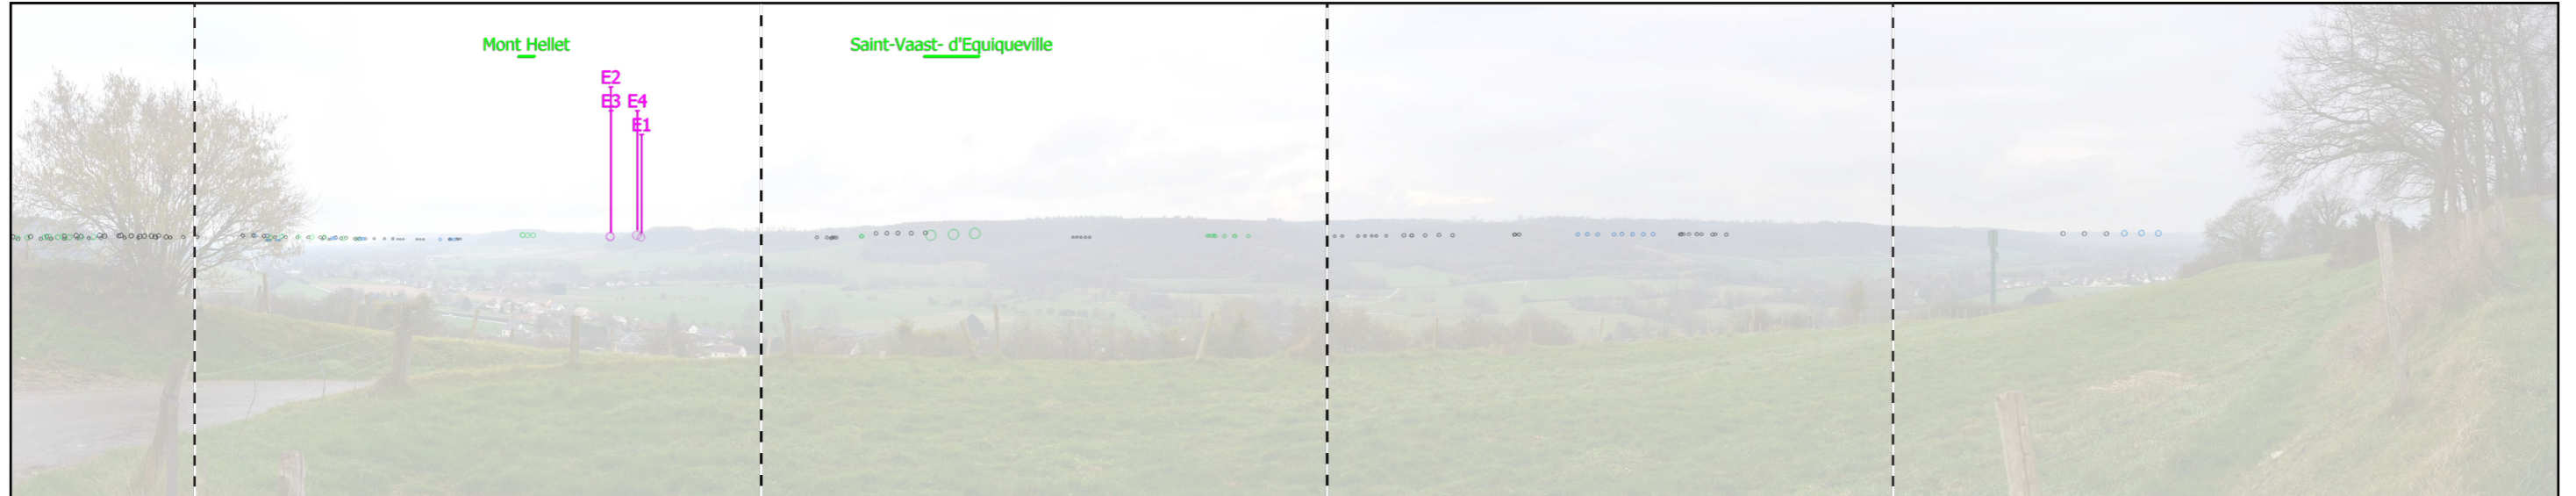 Mont Hellet
Saint-Vaast- d'Equiqueville
E2
E3 E4
E1